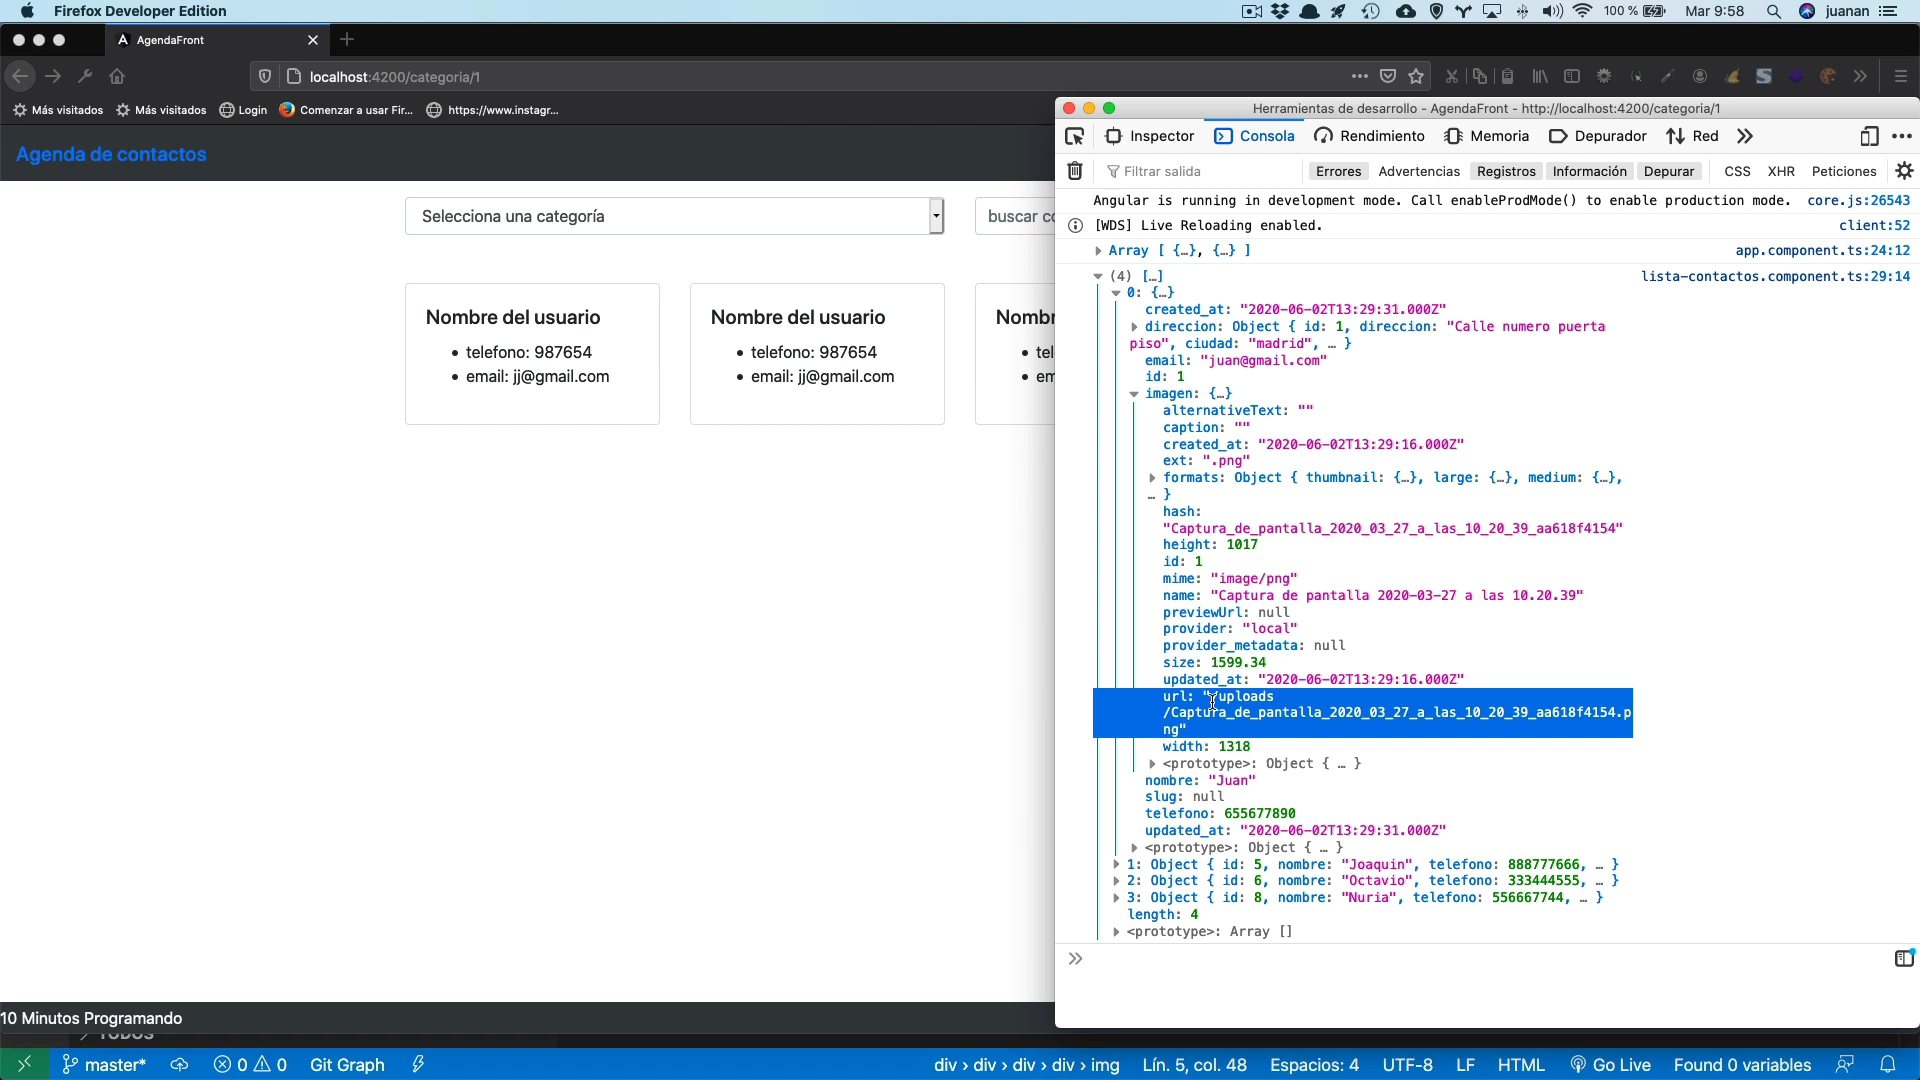 Firefox Developer Edition
100 %
Mar 9:58
juanan
AgendaFront
localhost:4200/categoria/1
Más visitados
Más visitados
Login
Comenzar a usar Fir...
https://www.instagr...
Agenda de contactos
Selecciona una categoría
buscar co
Nombre del usuario
telefono: 987654
email: jj@gmail.com
Nombre del usuario
telefono: 987654
email: jj@gmail.com
Nomb
tel
em
Herramientas de desarrollo - AgendaFront - http://localhost:4200/categoria/1
Inspector
Consola
Rendimiento
Memoria
Depurador
Red
Filtrar salida
Errores
Advertencias
Registros
Información
Depurar
CSS
XHR
Peticiones
Angular is running in development mode. Call enableProdMode() to enable production mode. core.js:26543
[WDS] Live Reloading enabled. client:52
Array [ {…}, {…} ] app.component.ts:24:12
(4) […] lista-contactos.component.ts:29:14
0: {…}
created_at: "2020-06-02T13:29:31.000Z"
direccion: Object { id: 1, direccion: "Calle numero puerta
piso", ciudad: "madrid", … }
email: "juan@gmail.com"
id: 1
imagen: {…}
alternativeText: ""
caption: ""
created_at: "2020-06-02T13:29:16.000Z"
ext: ".png"
formats: Object { thumbnail: {…}, large: {…}, medium: {…},
… }
hash:
"Captura_de_pantalla_2020_03_27_a_las_10_20_39_aa618f4154"
height: 1017
id: 1
mime: "image/png"
name: "Captura de pantalla 2020-03-27 a las 10.20.39"
previewUrl: null
provider: "local"
provider_metadata: null
size: 1599.34
updated_at: "2020-06-02T13:29:16.000Z"
url: "/uploads
/Captura_de_pantalla_2020_03_27_a_las_10_20_39_aa618f4154.p
ng"
width: 1318
<prototype>: Object { … }
nombre: "Juan"
slug: null
telefono: 655677890
updated_at: "2020-06-02T13:29:31.000Z"
<prototype>: Object { … }
1: Object { id: 5, nombre: "Joaquin", telefono: 888777666, … }
2: Object { id: 6, nombre: "Octavio", telefono: 333444555, … }
3: Object { id: 8, nombre: "Nuria", telefono: 556667744, … }
length: 4
<prototype>: Array []
10 Minutos Programando
TODOS
master*
0
0
Git Graph
div > div > div > div > img
Lín. 5, col. 48
Espacios: 4
UTF-8
LF
HTML
Go Live
Found 0 variables